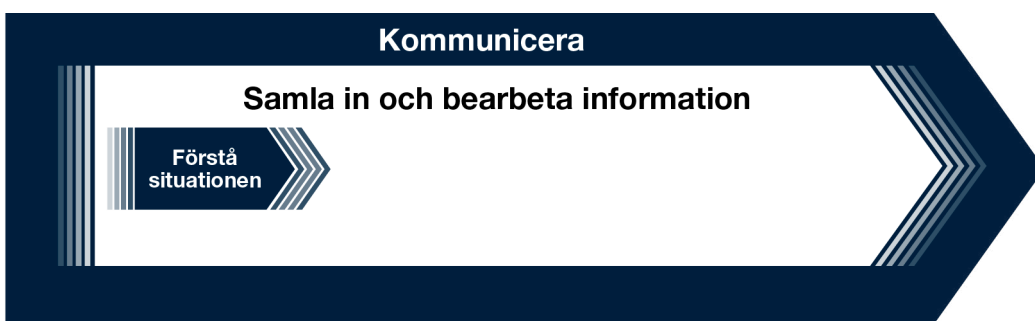 Kommunicera
Samla in och bearbeta information
Förstå
situationen